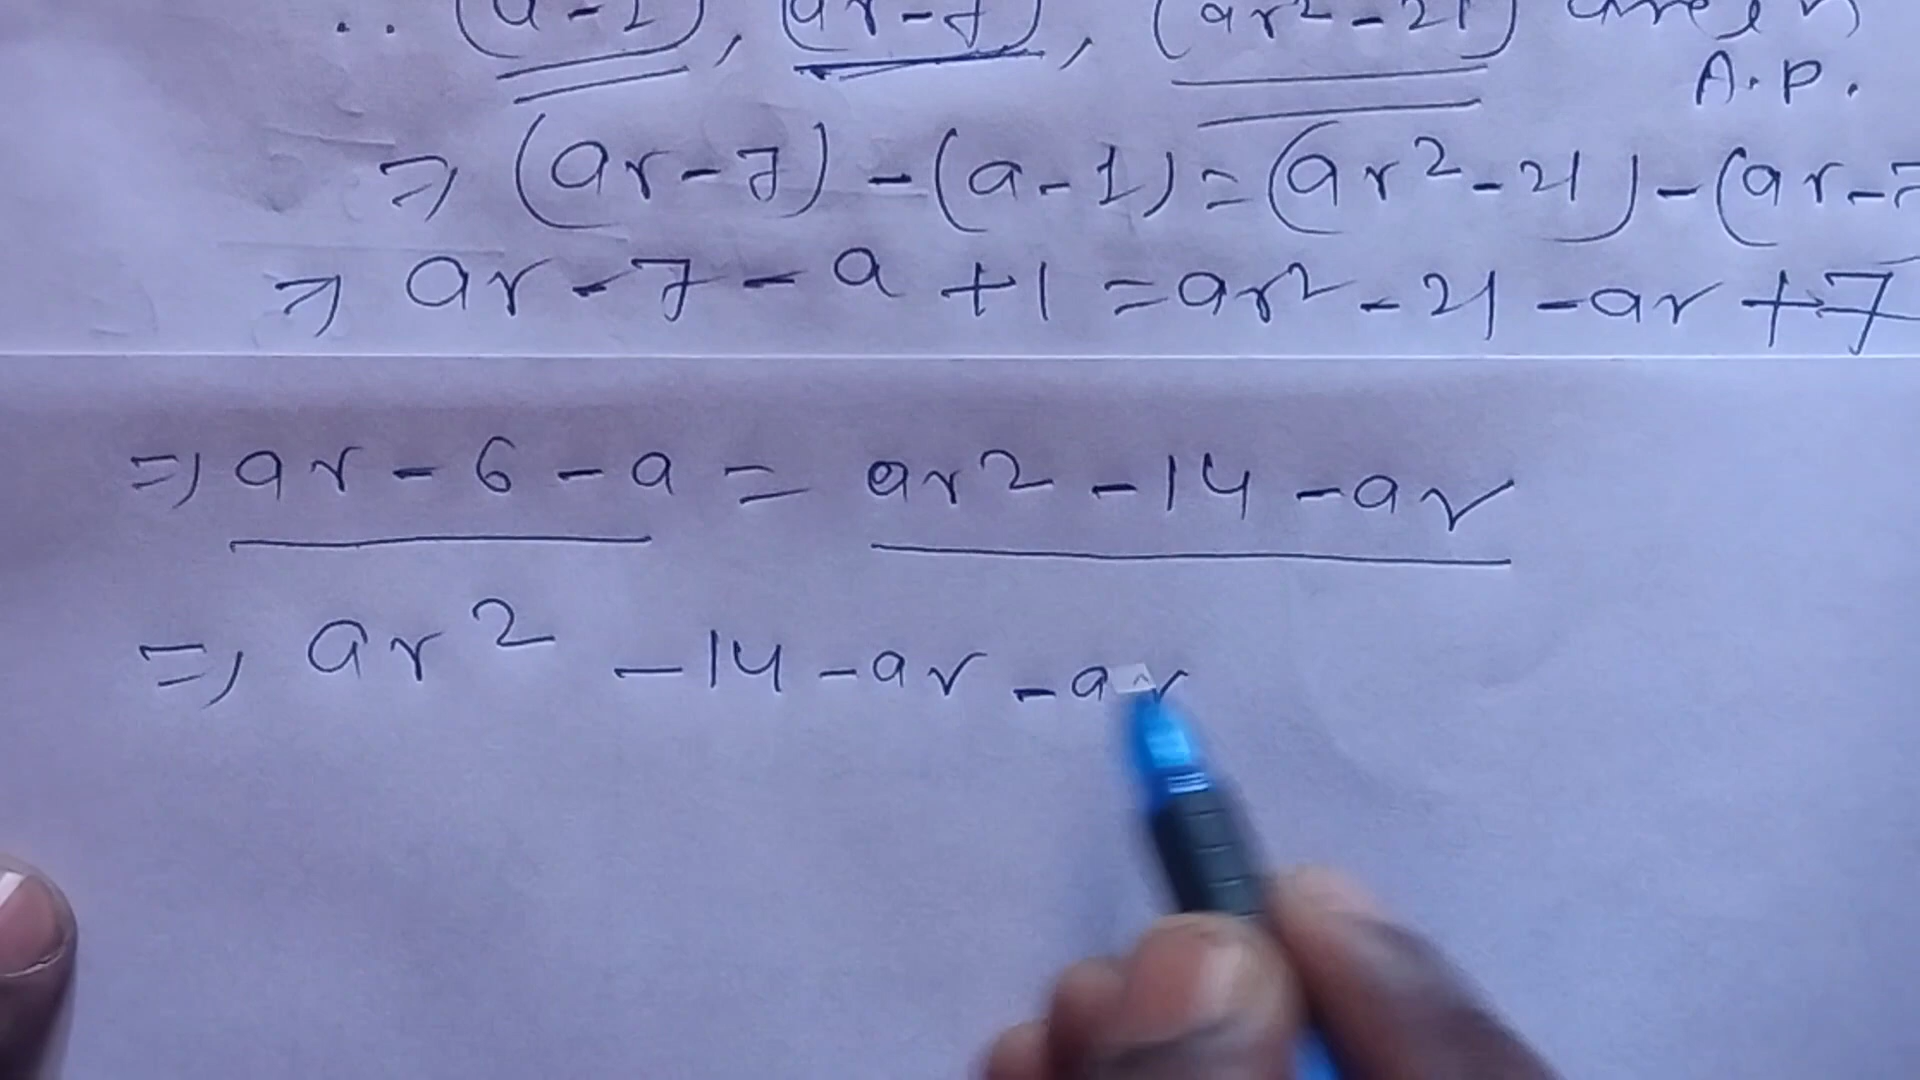 ∴ (a-1), (ar-7), (ar²-21) are in
A.P.
⇒ (ar-7)-(a-1)=(ar²-21)-(ar-7
⇒ ar-7-a+1=ar²-21-ar+7
⇒ ar-6-a = ar²-14-ar
⇒ ar² -14-ar-ar